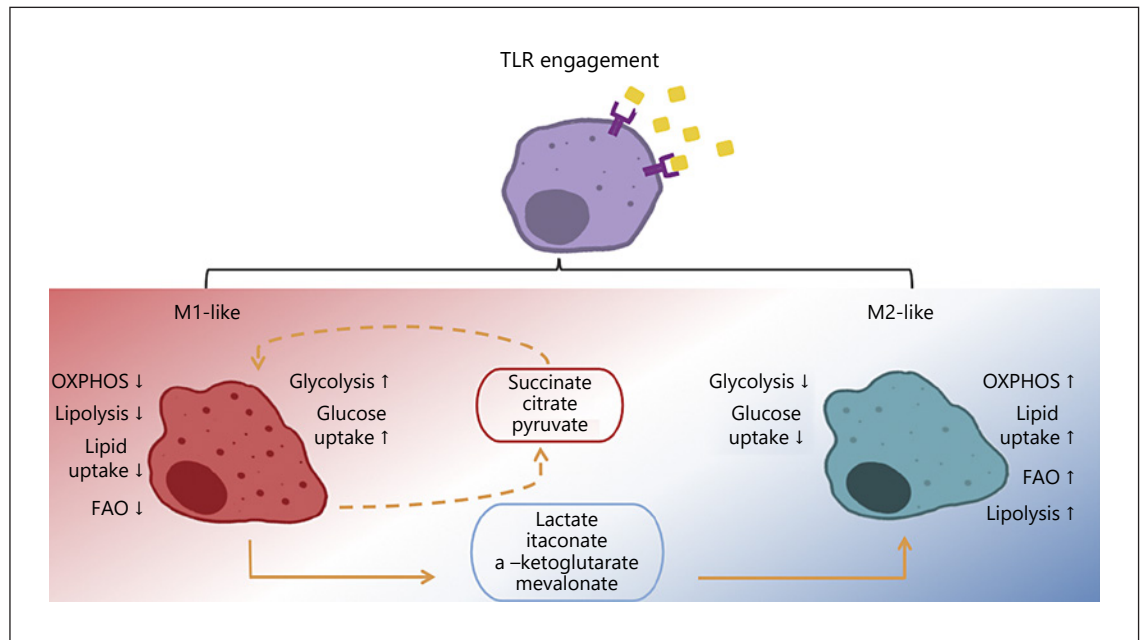 TLR engagement
M1-like
M2-like
OXPHOS ↓
Lipolysis ↓
Lipid
uptake ↓
FAO ↓
Glycolysis ↑
Glucose
uptake ↑
Succinate
citrate
pyruvate
Lactate
itaconate
a –ketoglutarate
mevalonate
Glycolysis ↓
Glucose
uptake ↓
OXPHOS ↑
Lipid
uptake ↑
FAO ↑
Lipolysis ↑